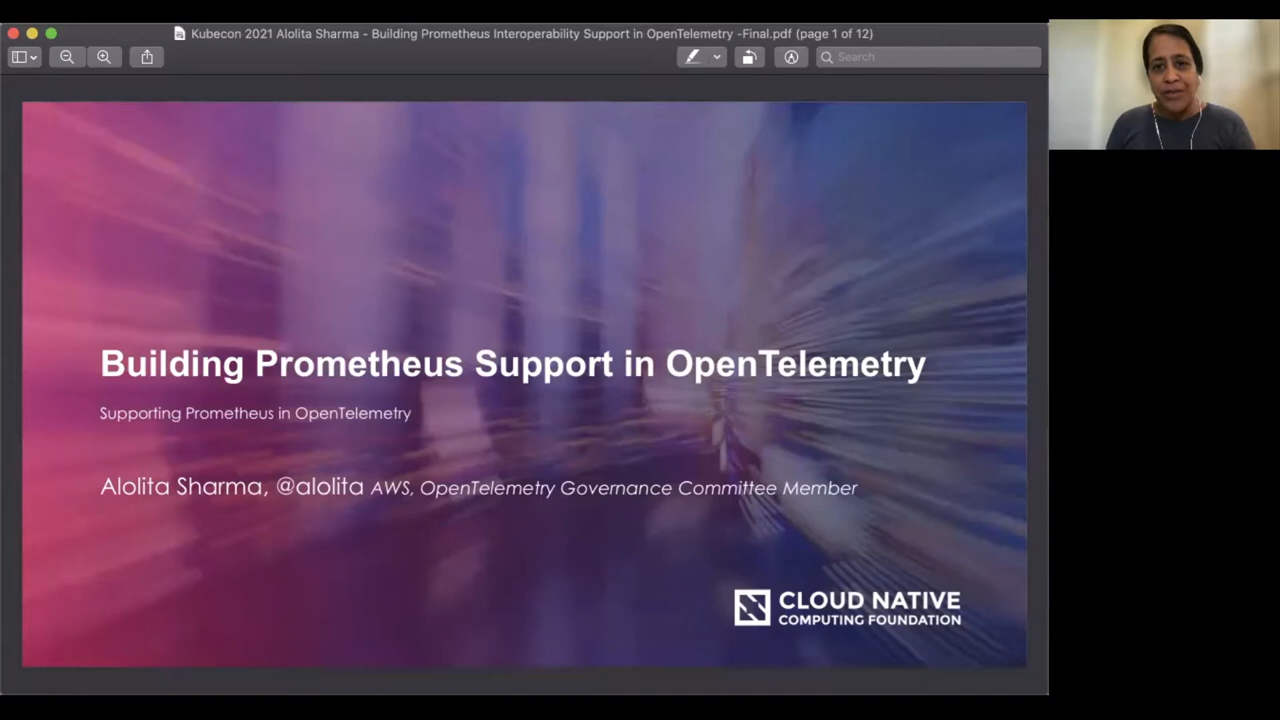 Kubecon 2021 Alolita Sharma - Building Prometheus Interoperability Support in OpenTelemetry -Final.pdf (page 1 of 12)
Search
Building Prometheus Support in OpenTelemetry
Supporting Prometheus in OpenTelemetry
Alolita Sharma, @alolita AWS, OpenTelemetry Governance Committee Member
CLOUD NATIVE
COMPUTING FOUNDATION